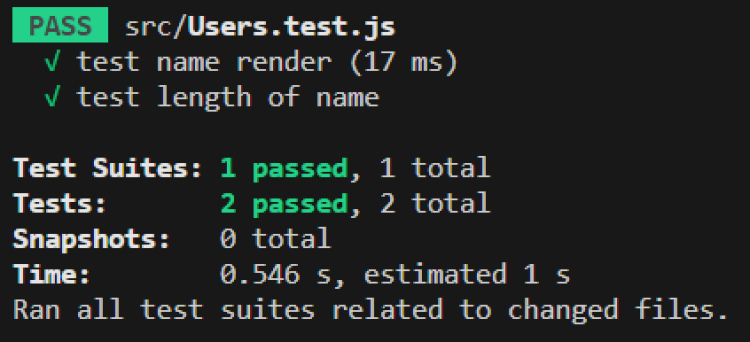 PASS src/Users.test.js
√ test name render (17 ms)
√ test length of name
Test Suites: 1 passed, 1 total
Tests: 2 passed, 2 total
Snapshots: 0 total
Time: 0.546 s, estimated 1 s
Ran all test suites related to changed files.